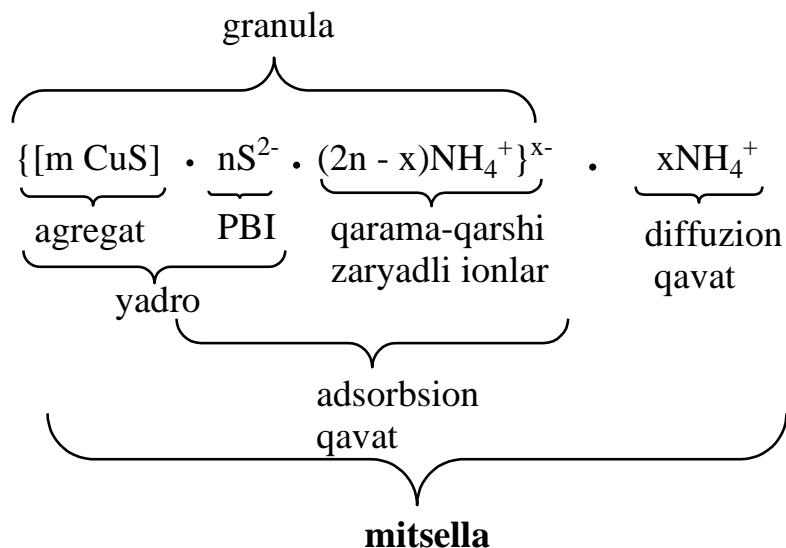 granula
{[m CuS] · nS²⁻ · (2n - x)NH₄⁺}ˣ⁻ · xNH₄⁺
agregat PBI qarama-qarshi diffuzion
zaryadli ionlar qavat
yadro
adsorbsion
qavat
mitsella